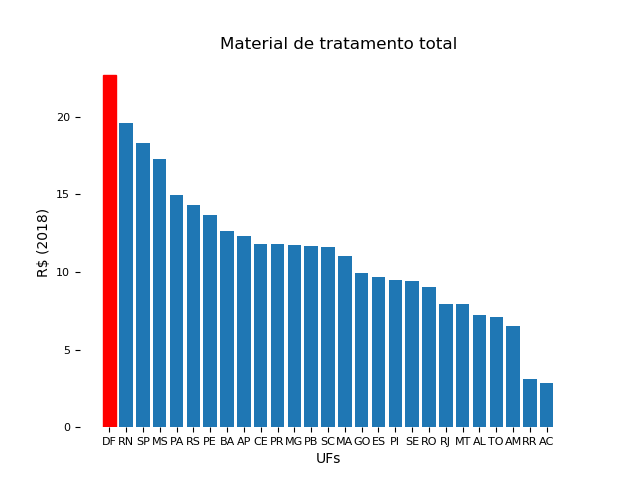 Material de tratamento total
R$ (2018)
20
15
10
5
0
DF RN SP MS PA RS PE BA AP CE PR MG PB SC MA GO ES PI SE RO RJ MT AL TO AM RR AC
UFs